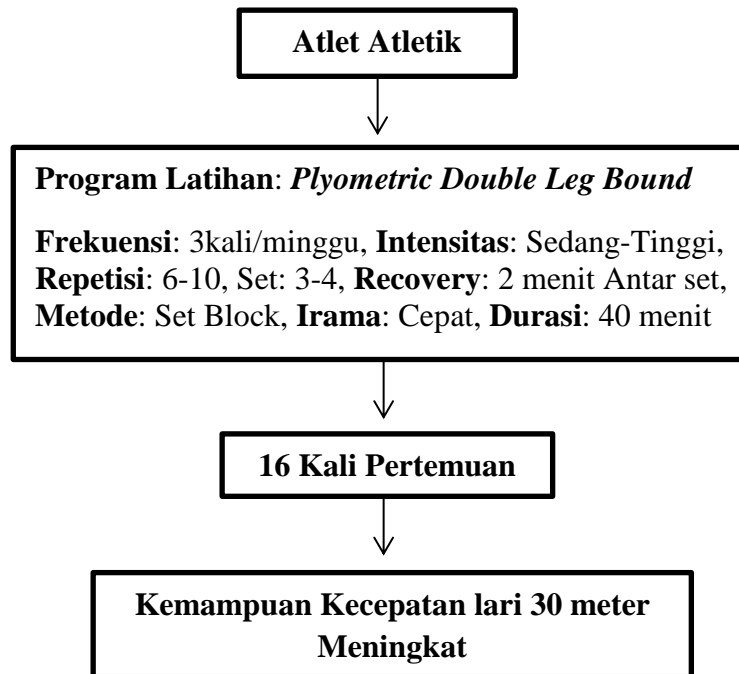 Atlet Atletik
Program Latihan: Plyometric Double Leg Bound
Frekuensi: 3kali/minggu, Intensitas: Sedang-Tinggi,
Repetisi: 6-10, Set: 3-4, Recovery: 2 menit Antar set,
Metode: Set Block, Irama: Cepat, Durasi: 40 menit
16 Kali Pertemuan
Kemampuan Kecepatan lari 30 meter
Meningkat